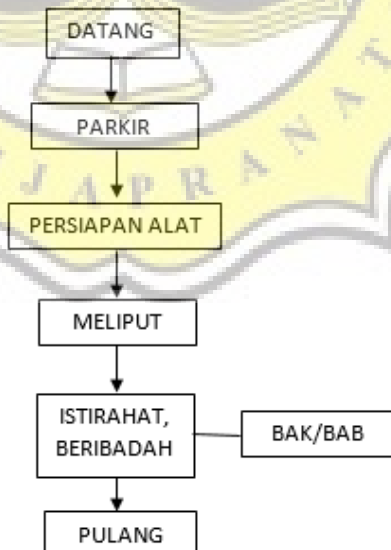 DATANG
PARKIR
J A P R A N A T
PERSIAPAN ALAT
MELIPUT
ISTIRAHAT,
BERIBADAH
BAK/BAB
PULANG